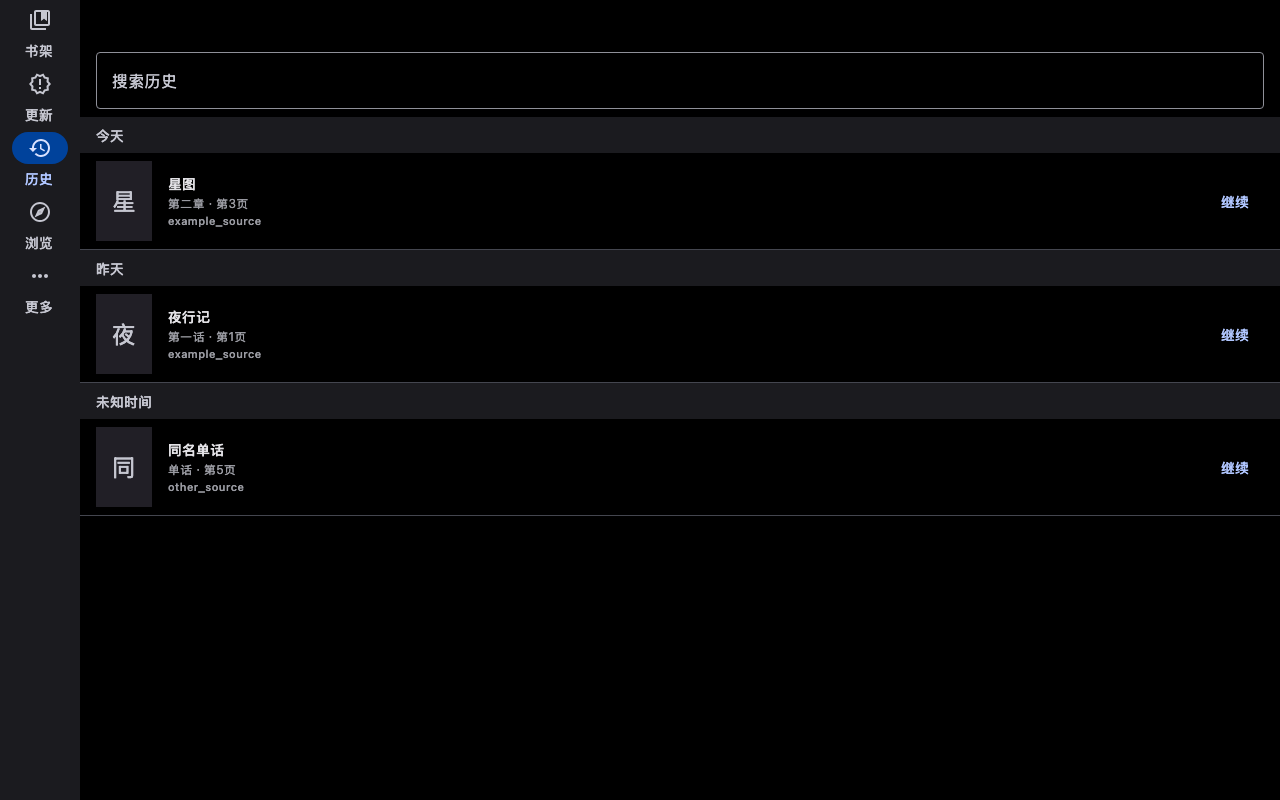 书架
更新
历史
浏览
更多
搜索历史
今天
星
星图
第二章 · 第3页
example_source
继续
昨天
夜
夜行记
第一话 · 第1页
example_source
继续
未知时间
同
同名单话
单话 · 第5页
other_source
继续